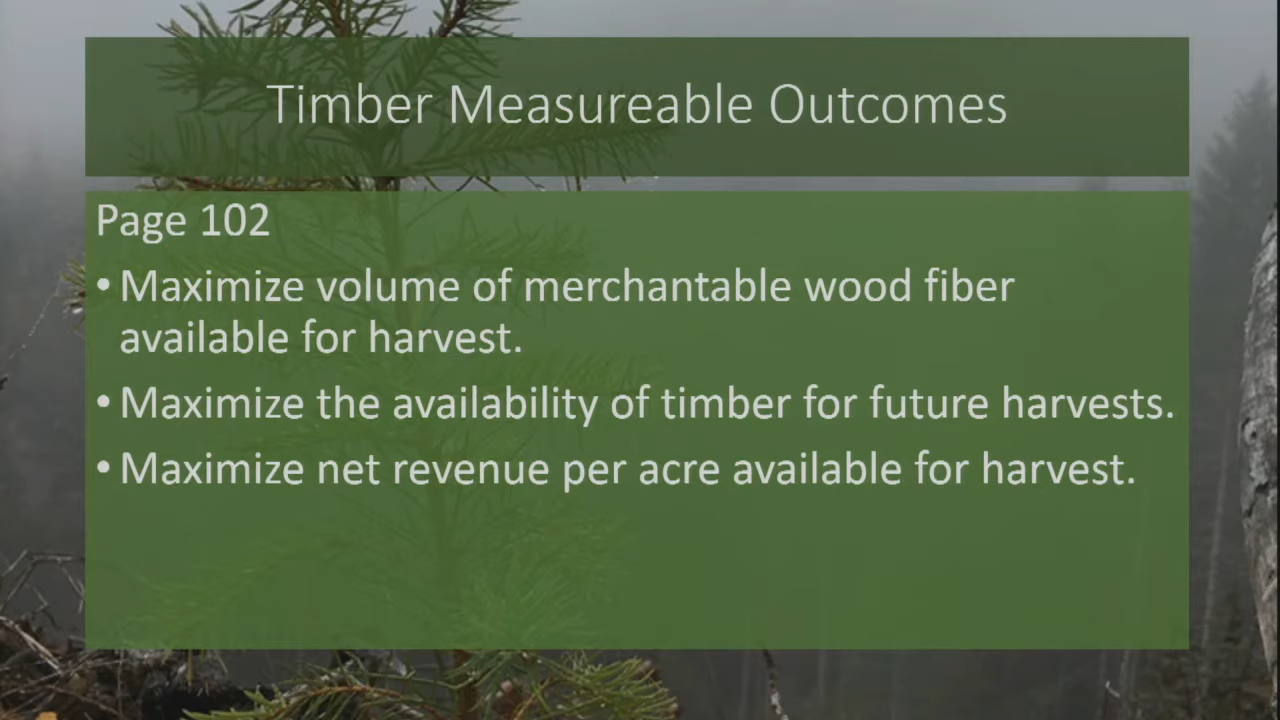 Timber Measureable Outcomes
Page 102
• Maximize volume of merchantable wood fiber
available for harvest.
• Maximize the availability of timber for future harvests.
• Maximize net revenue per acre available for harvest.